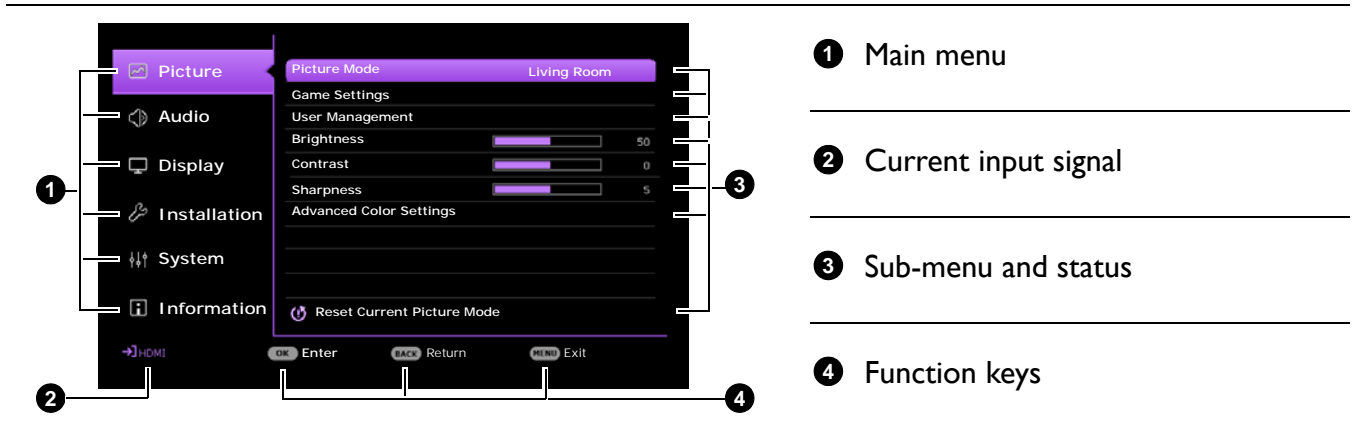 Picture
Audio
Display
Installation
System
Information
Picture Mode Living Room
Game Settings
User Management
Brightness 50
Contrast 0
Sharpness 5
Advanced Color Settings
Reset Current Picture Mode
HDMI
OK Enter BACK Return MENU Exit
1
2
3
4
1 Main menu
2 Current input signal
3 Sub-menu and status
4 Function keys